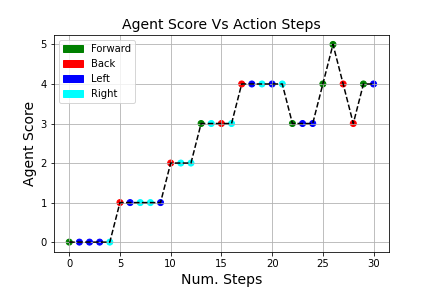 Agent Score Vs Action Steps
Agent Score
5
4
3
2
1
0
Forward
Back
Left
Right
0 5 10 15 20 25 30
Num. Steps